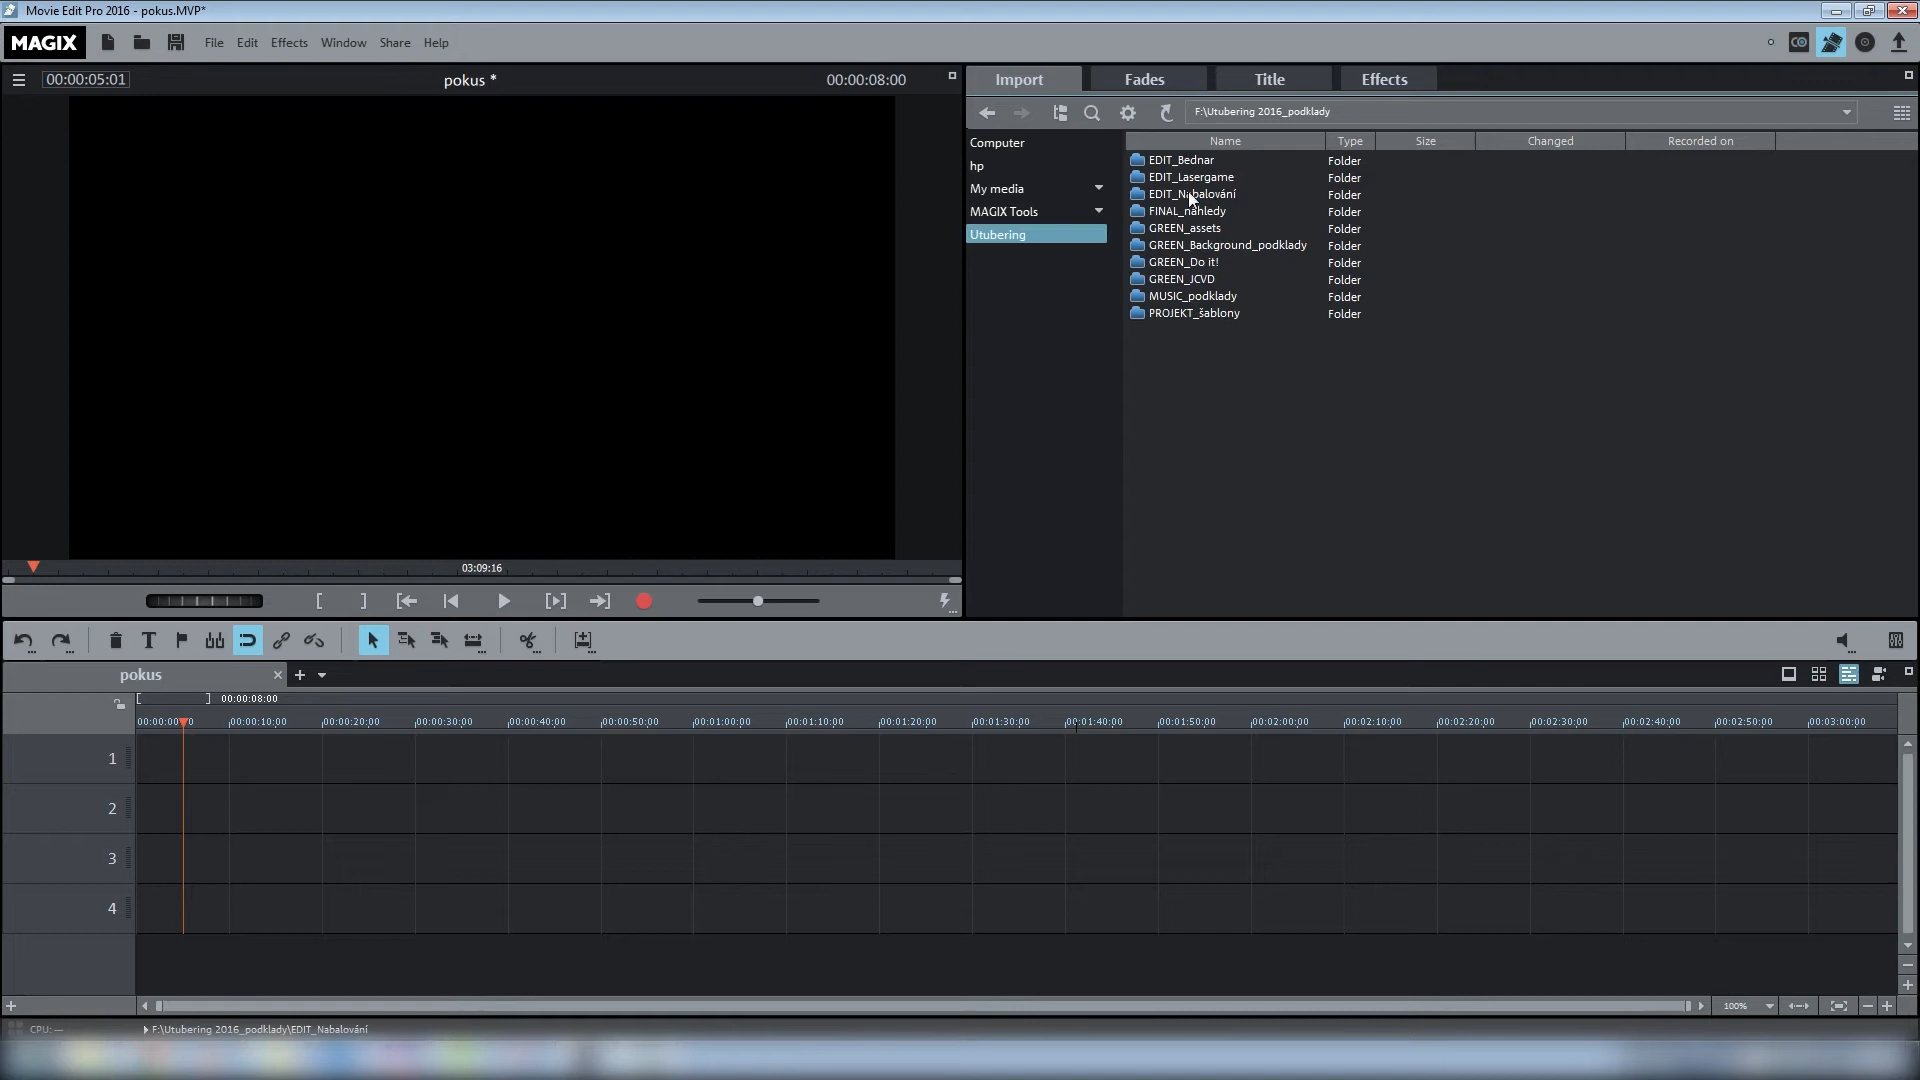 Movie Edit Pro 2016 - pokus.MVP*
MAGIX File Edit Effects Window Share Help
00:00:05:01 pokus * 00:00:08:00
Import Fades Title Effects
F:\Utubering 2016_podklady
Computer
hp
My media
MAGIX Tools
Utubering
Name Type Size Changed Recorded on
EDIT_Bednar Folder
EDIT_Lasergame Folder
EDIT_Nabalování Folder
FINAL_náhledy Folder
GREEN_assets Folder
GREEN_Background_podklady Folder
GREEN_Do it! Folder
GREEN_JCVD Folder
MUSIC_podklady Folder
PROJEKT_šablony Folder
03:09:16
pokus
00:00:08:00
00:00:10;00 00:00:20;00 00:00:30;00 00:00:40;00 00:00:50;00 00:01:00;00 00:01:10;00 00:01:20;00 00:01:30;00 00:01:40;00 00:01:50;00 00:02:00;00 00:02:10;00 00:02:20;00 00:02:30;00 00:02:40;00 00:02:50;00 00:03:00;00
1
2
3
4
100%
CPU: — F:\Utubering 2016_podklady\EDIT_Nabalování